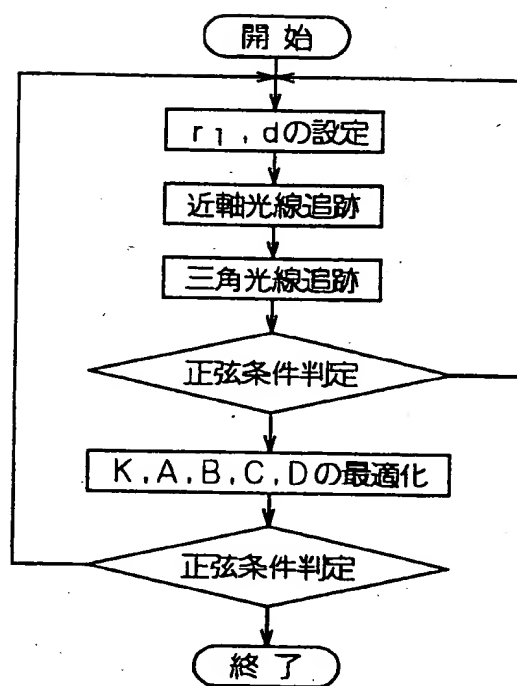 開始
r1,dの設定
近軸光線追跡
三角光線追跡
正弦条件判定
K,A,B,C,Dの最適化
正弦条件判定
終了